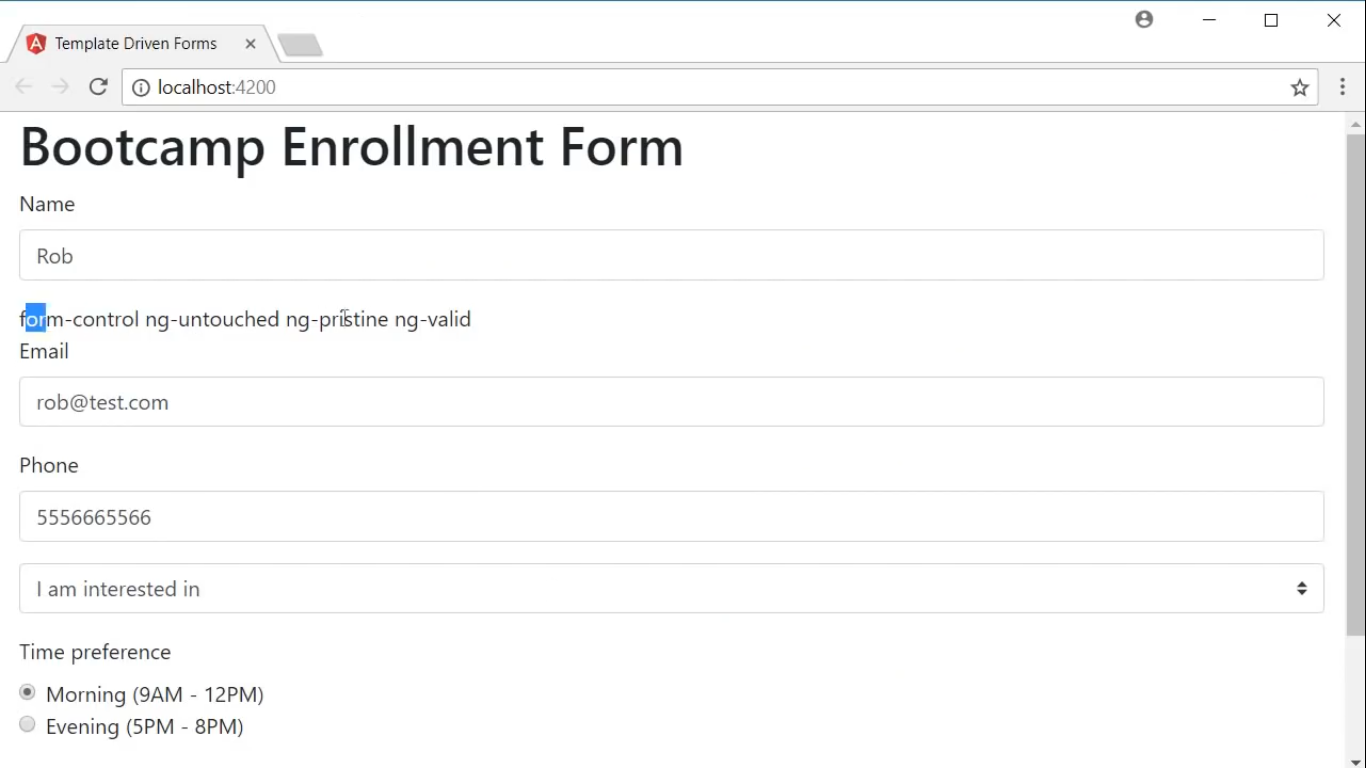 Template Driven Forms
localhost:4200
Bootcamp Enrollment Form
Name
Rob
form-control ng-untouched ng-pristine ng-valid
Email
rob@test.com
Phone
5556665566
I am interested in
Time preference
Morning (9AM - 12PM)
Evening (5PM - 8PM)